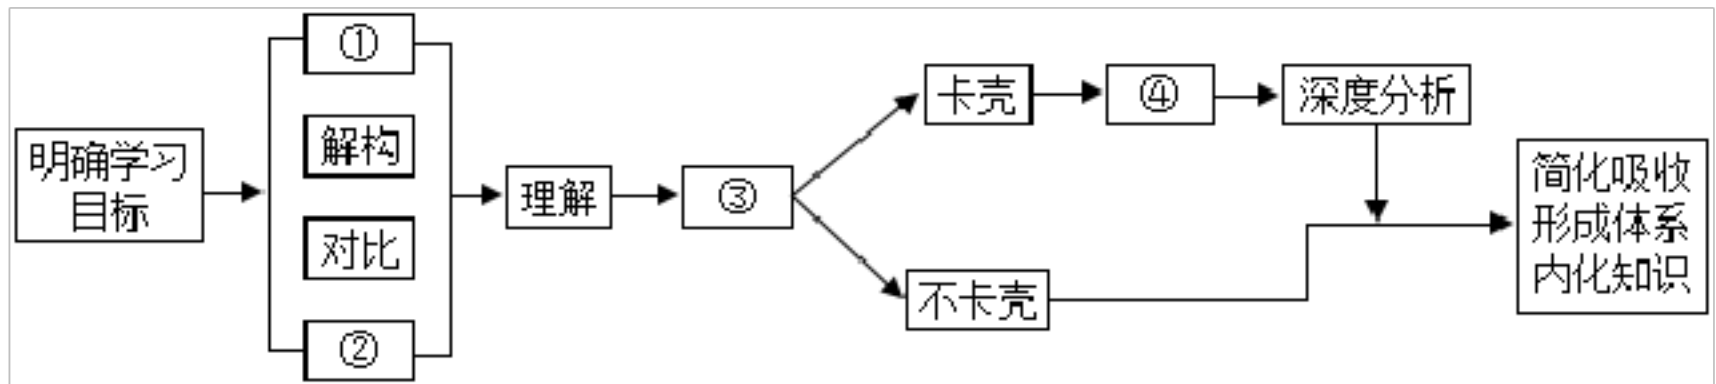 明确学习
目标
①
解构
对比
②
理解
③
卡壳
④
深度分析
不卡壳
简化吸收
形成体系
内化知识